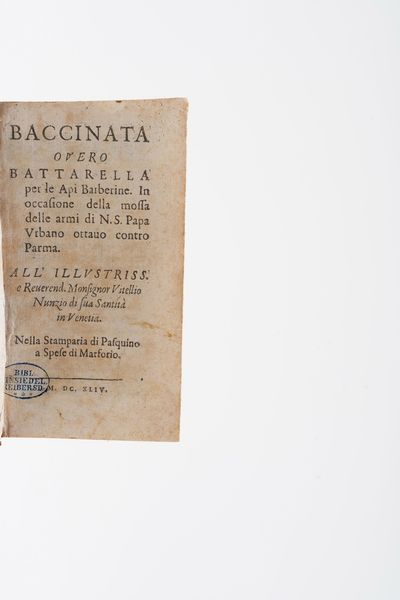 BACCINATA
OVERO
BATTARELLA
per le Api Barberine. In
occasione della mossa
delle armi di N. S. Papa
Vrbano ottauo contro
Parma.
ALL' ILLVSTRISS.
e Reuerend. Monsignor Vitellio
Nunzio di sua Santità
in Venetia.
Nella Stamparia di Pasquino
a Spese di Marforio.
BIBL
INSIEDEL.
REIBERSD.
M. DC. XLIV.